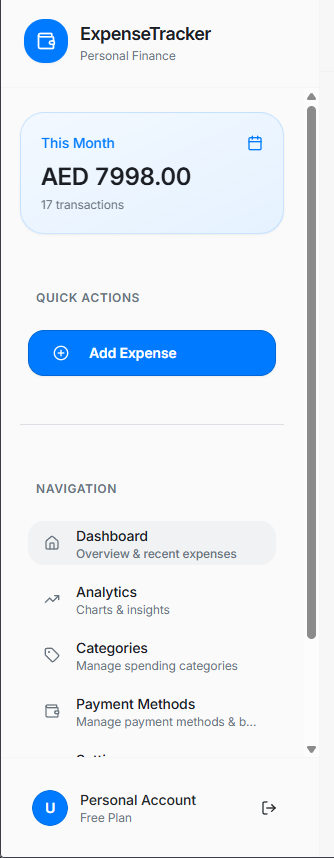 ExpenseTracker
Personal Finance
This Month
AED 7998.00
17 transactions
QUICK ACTIONS
Add Expense
NAVIGATION
Dashboard
Overview & recent expenses
Analytics
Charts & insights
Categories
Manage spending categories
Payment Methods
Manage payment methods & b...
U
Personal Account
Free Plan